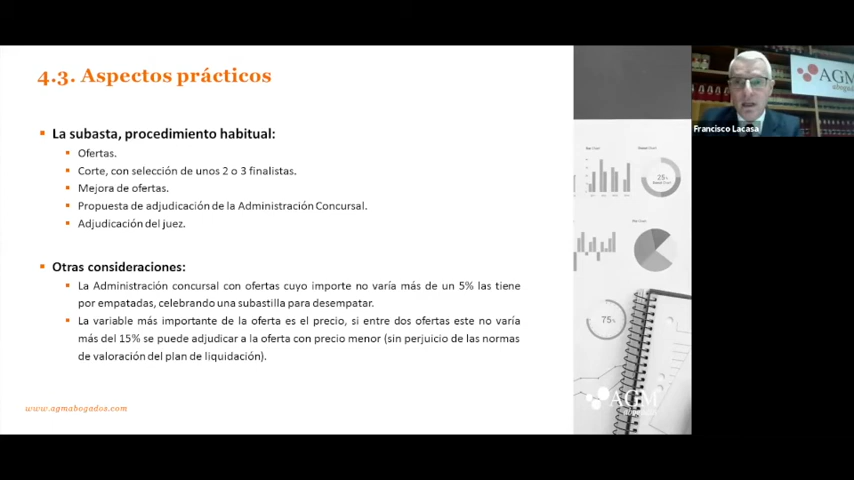 4.3. Aspectos prácticos
La subasta, procedimiento habitual:
Ofertas.
Corte, con selección de unos 2 o 3 finalistas.
Mejora de ofertas.
Propuesta de adjudicación de la Administración Concursal.
Adjudicación del juez.
Otras consideraciones:
La Administración concursal con ofertas cuyo importe no varía más de un 5% las tiene
por empatadas, celebrando una subastilla para desempatar.
La variable más importante de la oferta es el precio, si entre dos ofertas este no varía
más del 15% se puede adjudicar a la oferta con precio menor (sin perjuicio de las normas
de valoración del plan de liquidación).
www.agmabogados.com
25%
75%
AGM
abogados
AGM
abogad
Francisco Lacasa